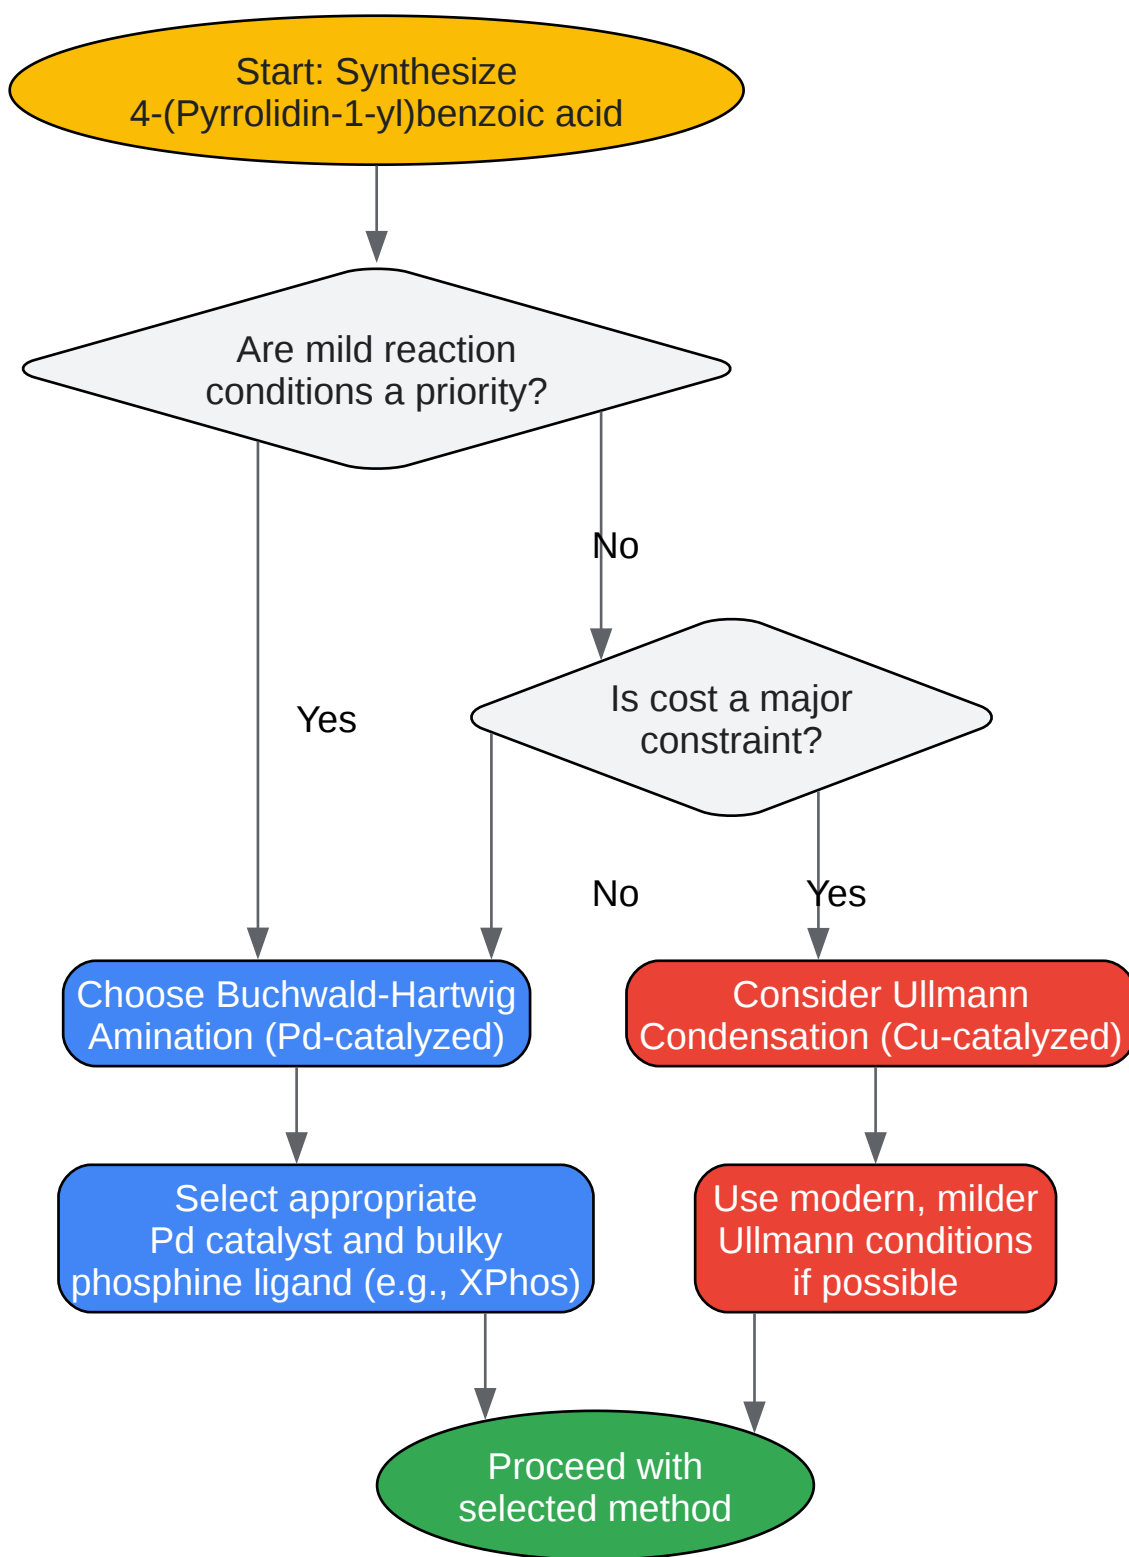 Start: Synthesize
4-(Pyrrolidin-1-yl)benzoic acid
Are mild reaction
conditions a priority?
No
Yes
Is cost a major
constraint?
No
Yes
Choose Buchwald-Hartwig
Amination (Pd-catalyzed)
Consider Ullmann
Condensation (Cu-catalyzed)
Select appropriate
Pd catalyst and bulky
phosphine ligand (e.g., XPhos)
Use modern, milder
Ullmann conditions
if possible
Proceed with
selected method